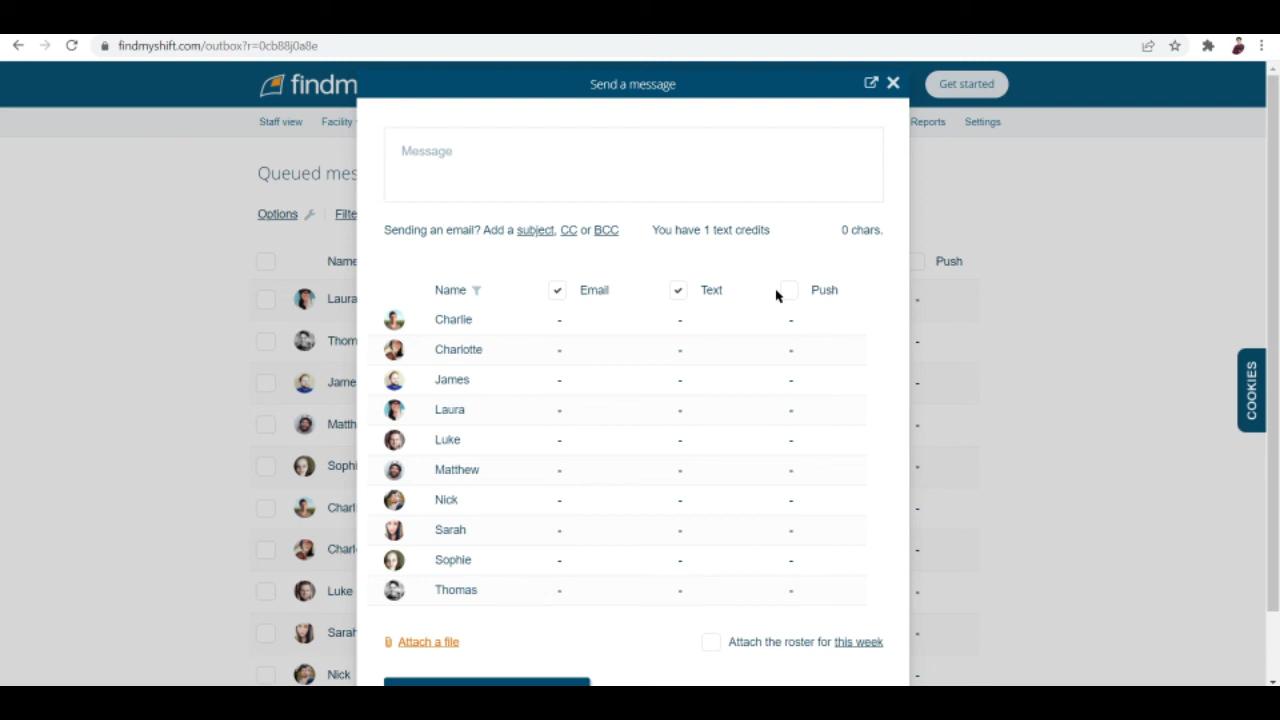 findmyshift.com/outbox?r=0cb88j0a8e
findm
Send a message
Get started
Staff view
Facility
Reports
Settings
Queued mes
Message
Options
Filte
Sending an email? Add a subject, CC or BCC
You have 1 text credits
0 chars.
Name
Push
Name
Email
Text
Push
Laura
Thom
Jame
Matth
Sophi
Charl
Charl
Luke
Sarah
Nick
Charlie - - -
Charlotte - - -
James - - -
Laura - - -
Luke - - -
Matthew - - -
Nick - - -
Sarah - - -
Sophie - - -
Thomas - - -
Attach a file
Attach the roster for this week
COOKIES